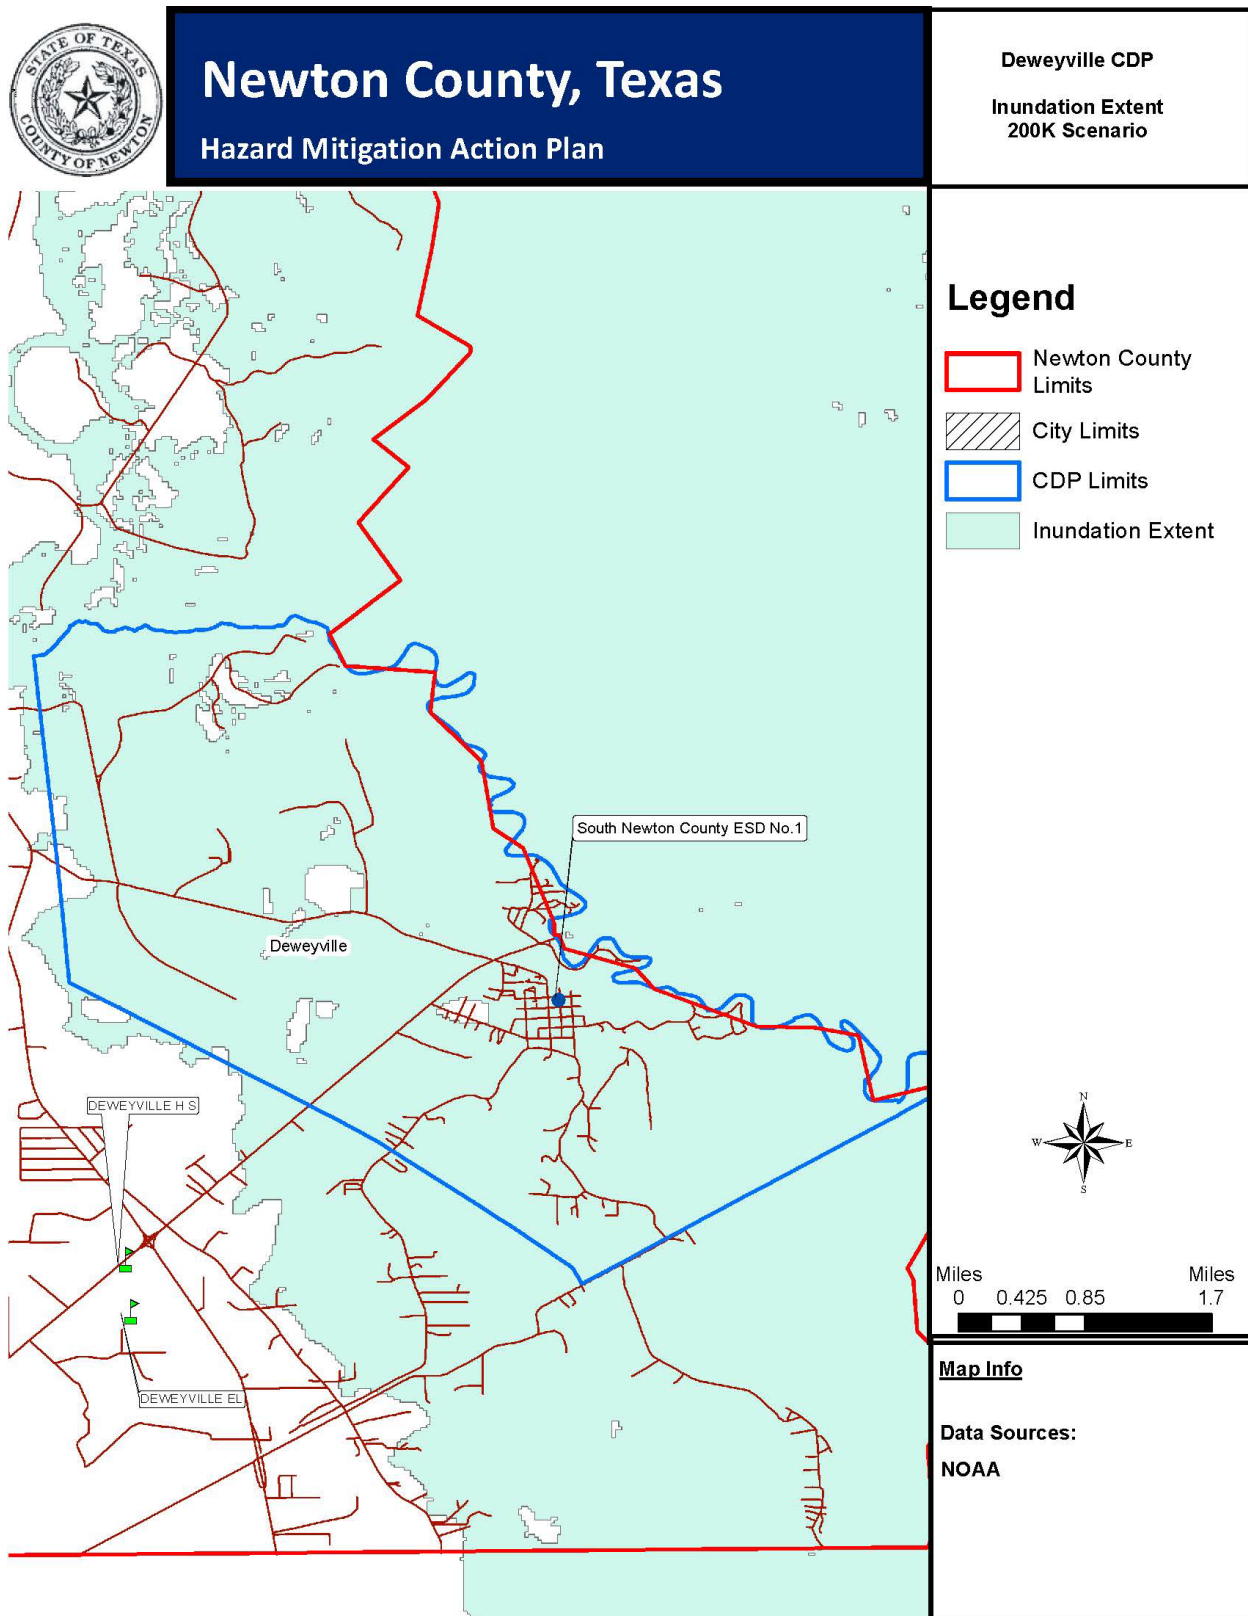 STATE OF TEXAS
COUNTY OF NEWTON
Newton County, Texas
Hazard Mitigation Action Plan
Deweyville CDP
Inundation Extent
200K Scenario
Legend
Newton County
Limits
City Limits
CDP Limits
Inundation Extent
South Newton County ESD No.1
Deweyville
DEWEYVILLE H S
DEWEYVILLE EL
N
W
E
S
Miles
Miles
0 0.425 0.85 1.7
Map Info
Data Sources:
NOAA